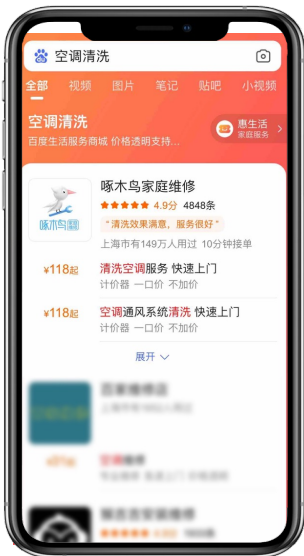 空调清洗
全部 视频 图片 笔记 贴吧 小视频
空调清洗
百度生活服务商城 价格透明支持...
惠生活
家庭服务
啄木鸟家庭维修
4.9分 4848条
“清洗效果满意，服务很好”
上海市有149万人用过 10分钟接单
¥118起 清洗空调服务 快速上门
计价器 一口价 不加价
¥118起 空调通风系统清洗 快速上门
计价器 一口价 不加价
展开